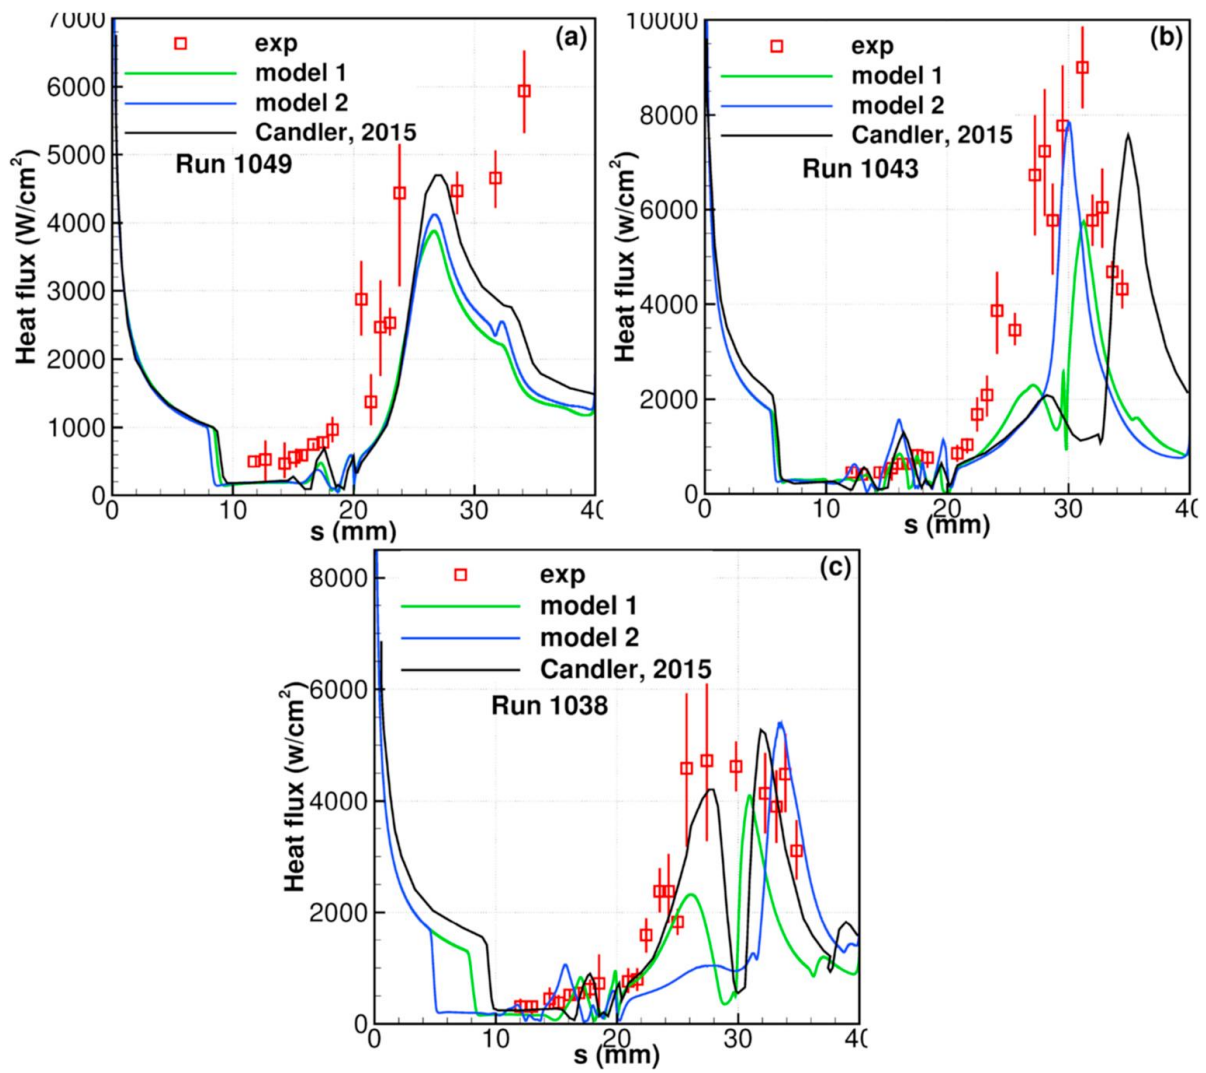 7000
6000
5000
4000
3000
2000
1000
0
Heat flux (W/cm²)
(a)
exp
model 1
model 2
Candler, 2015
Run 1049
0 10 20 30 40
s (mm)
10000
8000
6000
4000
2000
0
Heat flux (w/cm²)
(b)
exp
model 1
model 2
Candler, 2015
Run 1043
0 10 20 30 40
s (mm)
8000
6000
4000
2000
0
Heat flux (w/cm²)
(c)
exp
model 1
model 2
Candler, 2015
Run 1038
0 10 20 30 40
s (mm)